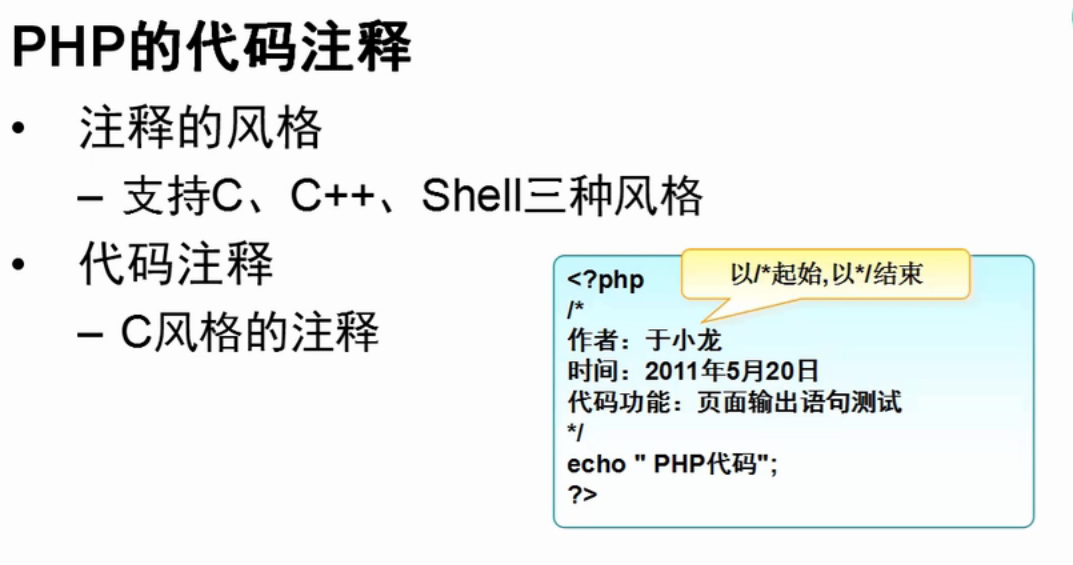 PHP的代码注释
• 注释的风格
– 支持C、C++、Shell三种风格
• 代码注释
– C风格的注释
以/*起始,以*/结束
<?php
/*
作者：于小龙
时间：2011年5月20日
代码功能：页面输出语句测试
*/
echo " PHP代码";
?>